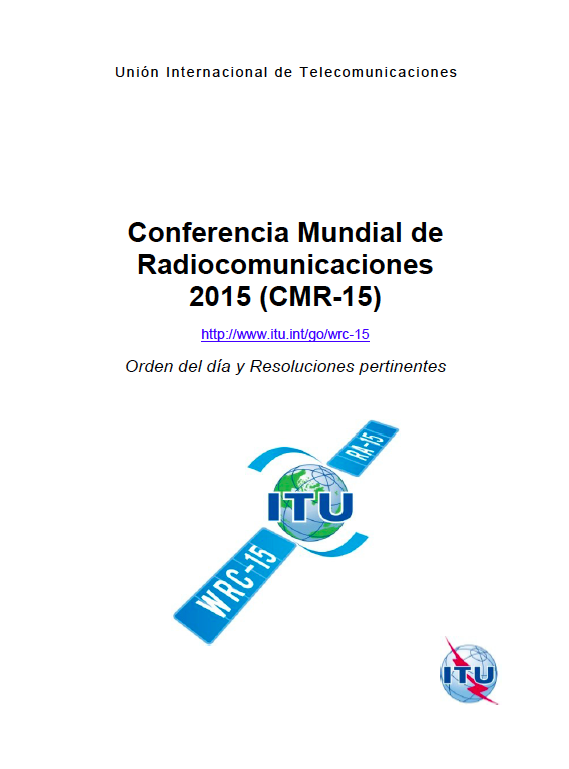 Unión Internacional de Telecomunicaciones
Conferencia Mundial de
Radiocomunicaciones
2015 (CMR-15)
http://www.itu.int/go/wrc-15
Orden del día y Resoluciones pertinentes
RA-15
ITU
WRC-15
ITU